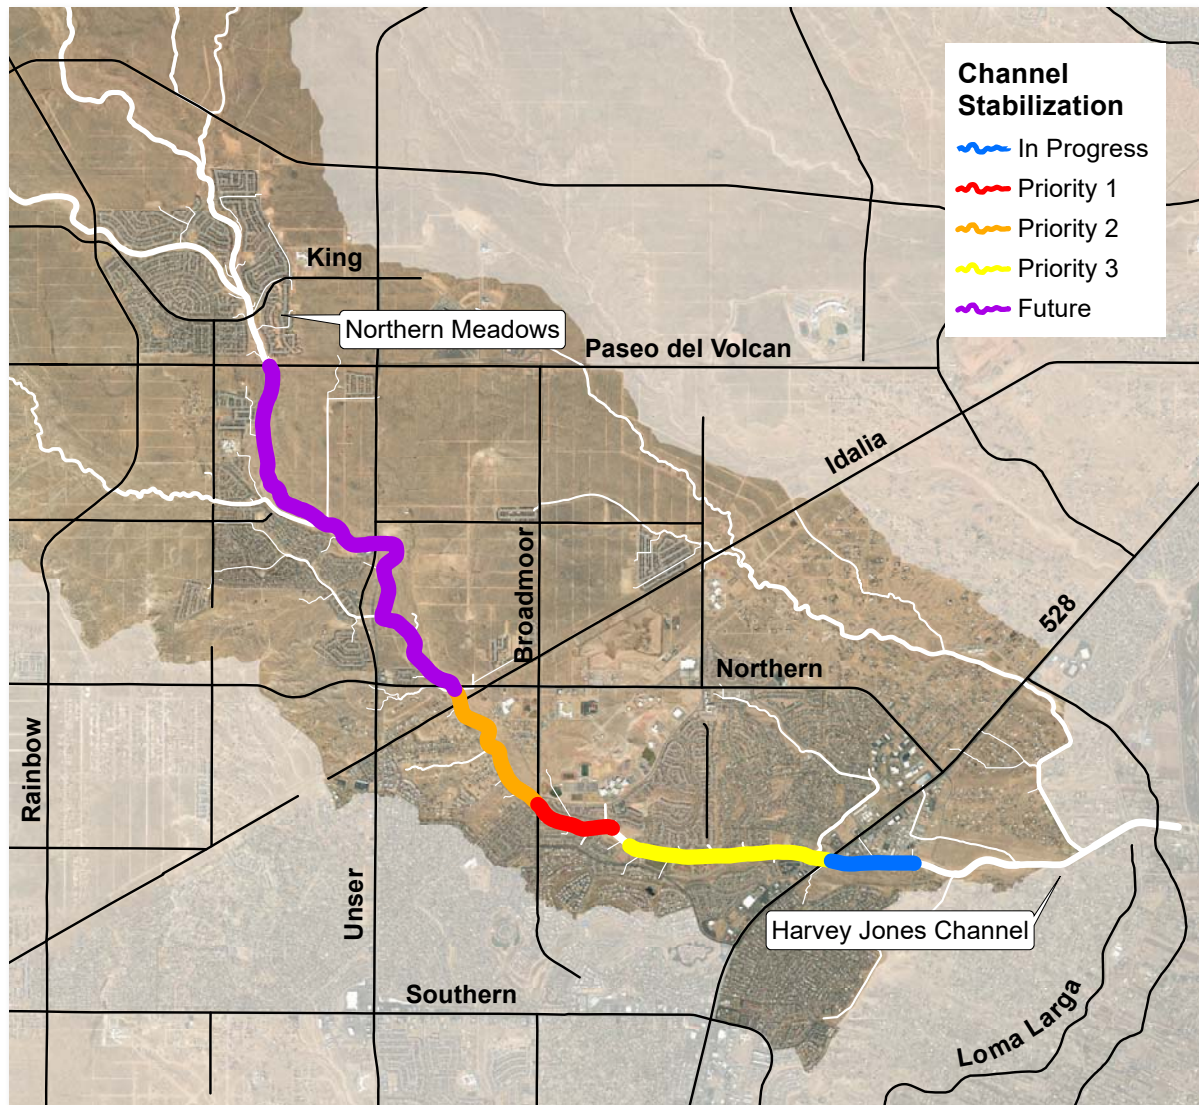 Channel
Stabilization
In Progress
Priority 1
Priority 2
Priority 3
Future
King
Northern Meadows
Paseo del Volcan
Idalia
Broadmoor
528
Northern
Rainbow
Unser
Harvey Jones Channel
Southern
Loma Larga